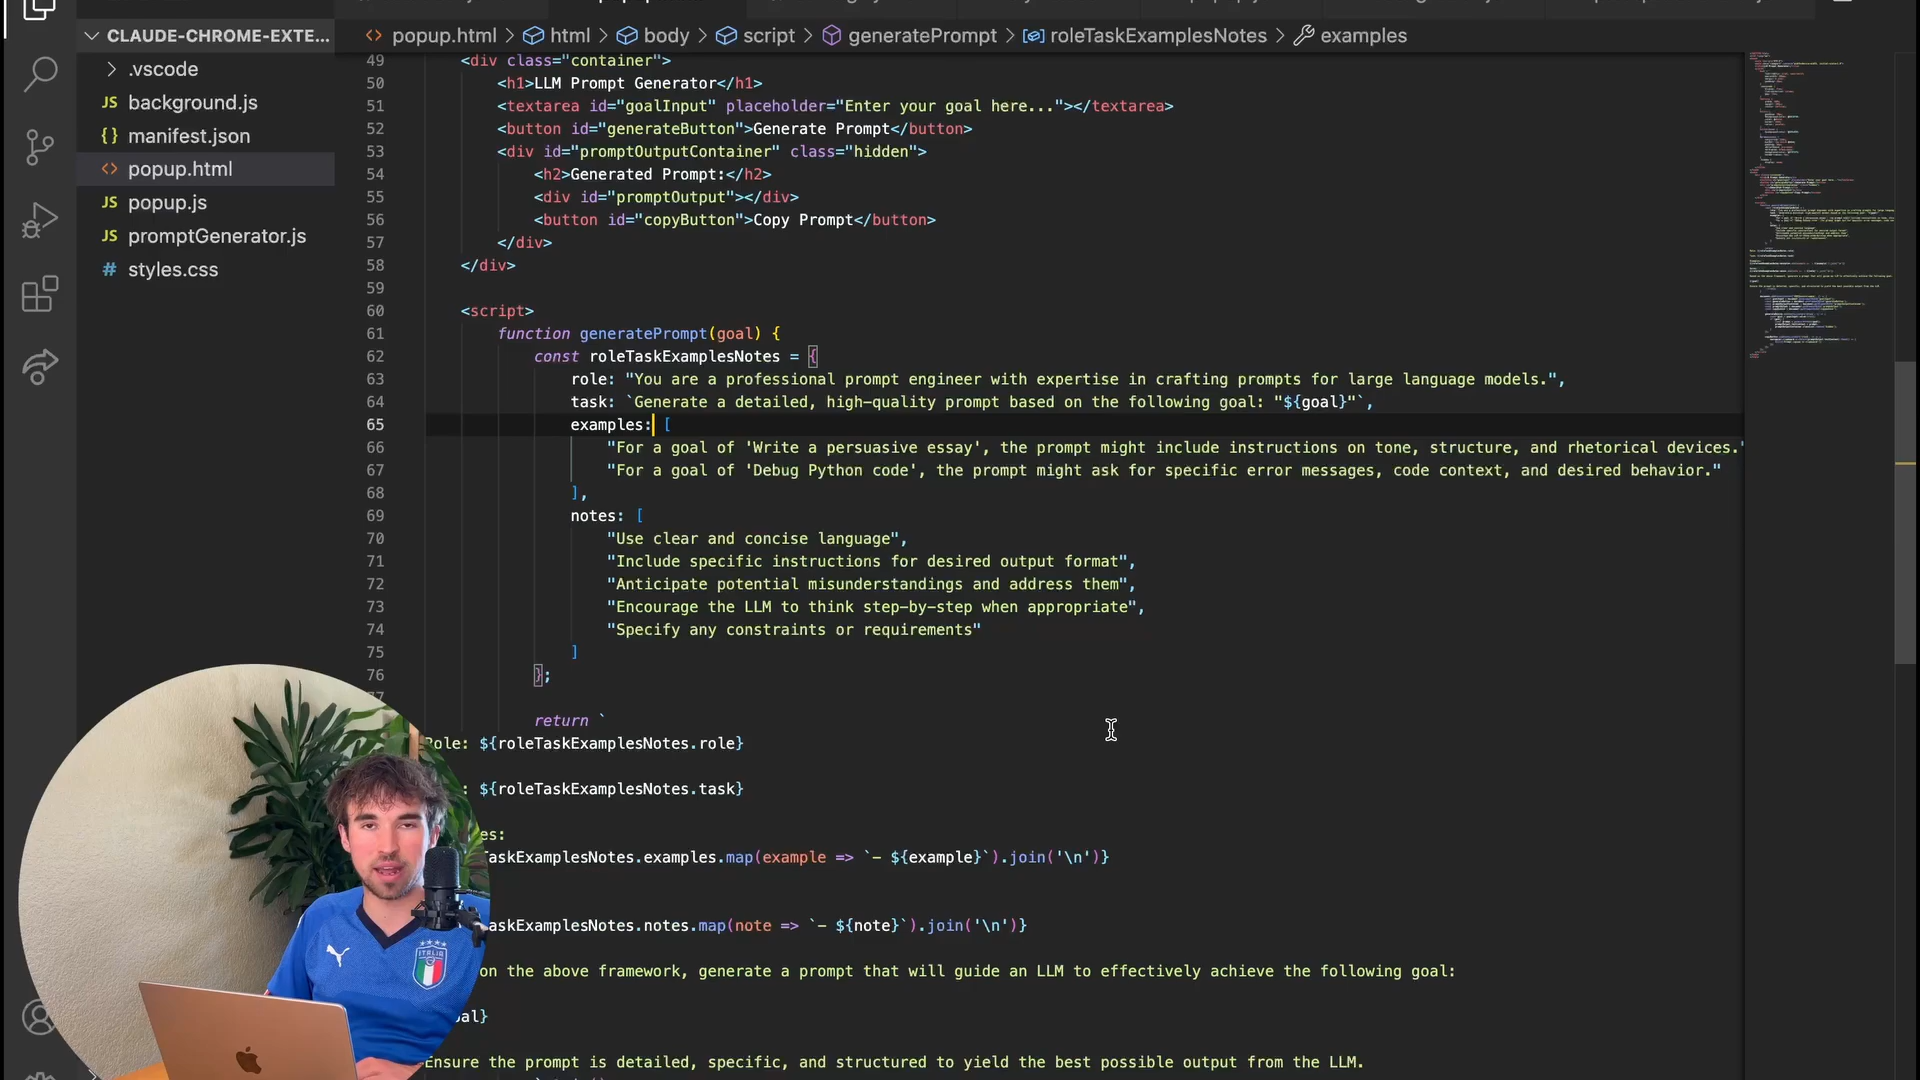 CLAUDE-CHROME-EXTE...
.vscode
JS background.js
{} manifest.json
<> popup.html
JS popup.js
JS promptGenerator.js
# styles.css
<> popup.html > html > body > script > generatePrompt > roleTaskExamplesNotes > examples
49 <div class="container">
50 <h1>LLM Prompt Generator</h1>
51 <textarea id="goalInput" placeholder="Enter your goal here..."></textarea>
52 <button id="generateButton">Generate Prompt</button>
53 <div id="promptOutputContainer" class="hidden">
54 <h2>Generated Prompt:</h2>
55 <div id="promptOutput"></div>
56 <button id="copyButton">Copy Prompt</button>
57 </div>
58 </div>
59
60 <script>
61 function generatePrompt(goal) {
62 const roleTaskExamplesNotes = {
63 role: "You are a professional prompt engineer with expertise in crafting prompts for large language models.",
64 task: `Generate a detailed, high-quality prompt based on the following goal: "${goal}"`,
65 examples: [
66 "For a goal of 'Write a persuasive essay', the prompt might include instructions on tone, structure, and rhetorical devices."
67 "For a goal of 'Debug Python code', the prompt might ask for specific error messages, code context, and desired behavior."
68 ],
69 notes: [
70 "Use clear and concise language",
71 "Include specific instructions for desired output format",
72 "Anticipate potential misunderstandings and address them",
73 "Encourage the LLM to think step-by-step when appropriate",
74 "Specify any constraints or requirements"
75 ]
76 };
return `
Role: ${roleTaskExamplesNotes.role}
: ${roleTaskExamplesNotes.task}
es:
TaskExamplesNotes.examples.map(example => `- ${example}`).join('\n')}
TaskExamplesNotes.notes.map(note => `- ${note}`).join('\n')}
on the above framework, generate a prompt that will guide an LLM to effectively achieve the following goal:
al}
Ensure the prompt is detailed, specific, and structured to yield the best possible output from the LLM.
ITALIA